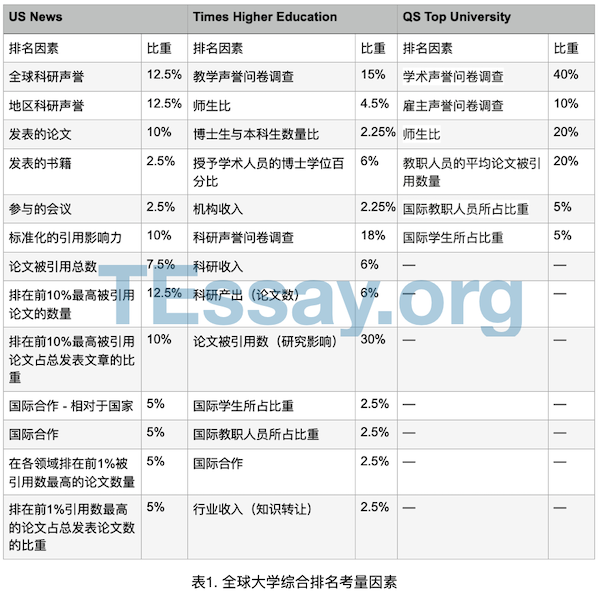 US News Times Higher Education QS Top University
排名因素 比重 排名因素 比重 排名因素 比重
全球科研声誉 12.5% 教学声誉问卷调查 15% 学术声誉问卷调查 40%
地区科研声誉 12.5% 师生比 4.5% 雇主声誉问卷调查 10%
发表的论文 10% 博士生与本科生数量比 2.25% 师生比 20%
发表的书籍 2.5% 授予学术人员的博士学位百 6% 教职人员的平均论文被引 20%
分比 用数量
参与的会议 2.5% 机构收入 2.25% 国际教职人员所占比重 5%
标准化的引用影响力 10% 科研声誉问卷调查 18% 国际学生所占比重 5%
论文被引用总数 7.5% 科研收入 6% — —
TEssay.org
排在前10%最高被引用 12.5% 科研产出（论文数） 6% — —
论文的数量
排在前10%最高被引用 10% 论文被引用数（研究影响） 30% — —
论文占总发表文章的比
重
国际合作 - 相对于国家 5% 国际学生所占比重 2.5% — —
国际合作 5% 国际教职人员所占比重 2.5% — —
在各领域排在前1%被 5% 国际合作 2.5% — —
引用数最高的论文数量
排在前1%引用数最高 5% 行业收入（知识转让） 2.5% — —
的论文占总发表论文数
的比重
表1. 全球大学综合排名考量因素